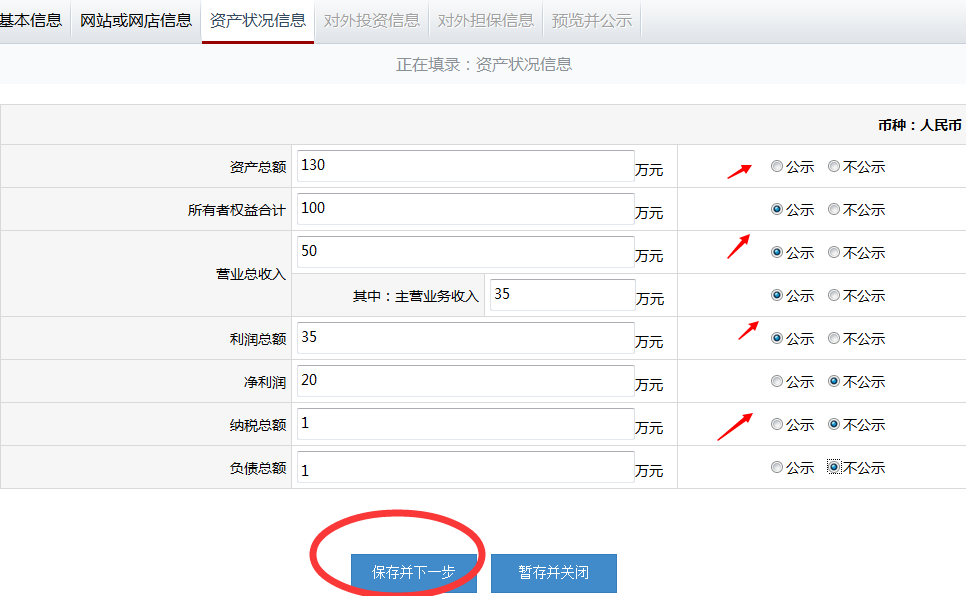 基本信息 网站或网店信息 资产状况信息 对外投资信息 对外担保信息 预览并公示
正在填录：资产状况信息
币种：人民币
资产总额 130 万元 公示 不公示
所有者权益合计 100 万元 公示 不公示
营业总收入 50 万元 公示 不公示
其中：主营业务收入 35 万元 公示 不公示
利润总额 35 万元 公示 不公示
净利润 20 万元 公示 不公示
纳税总额 1 万元 公示 不公示
负债总额 1 万元 公示 不公示
保存并下一步 暂存并关闭